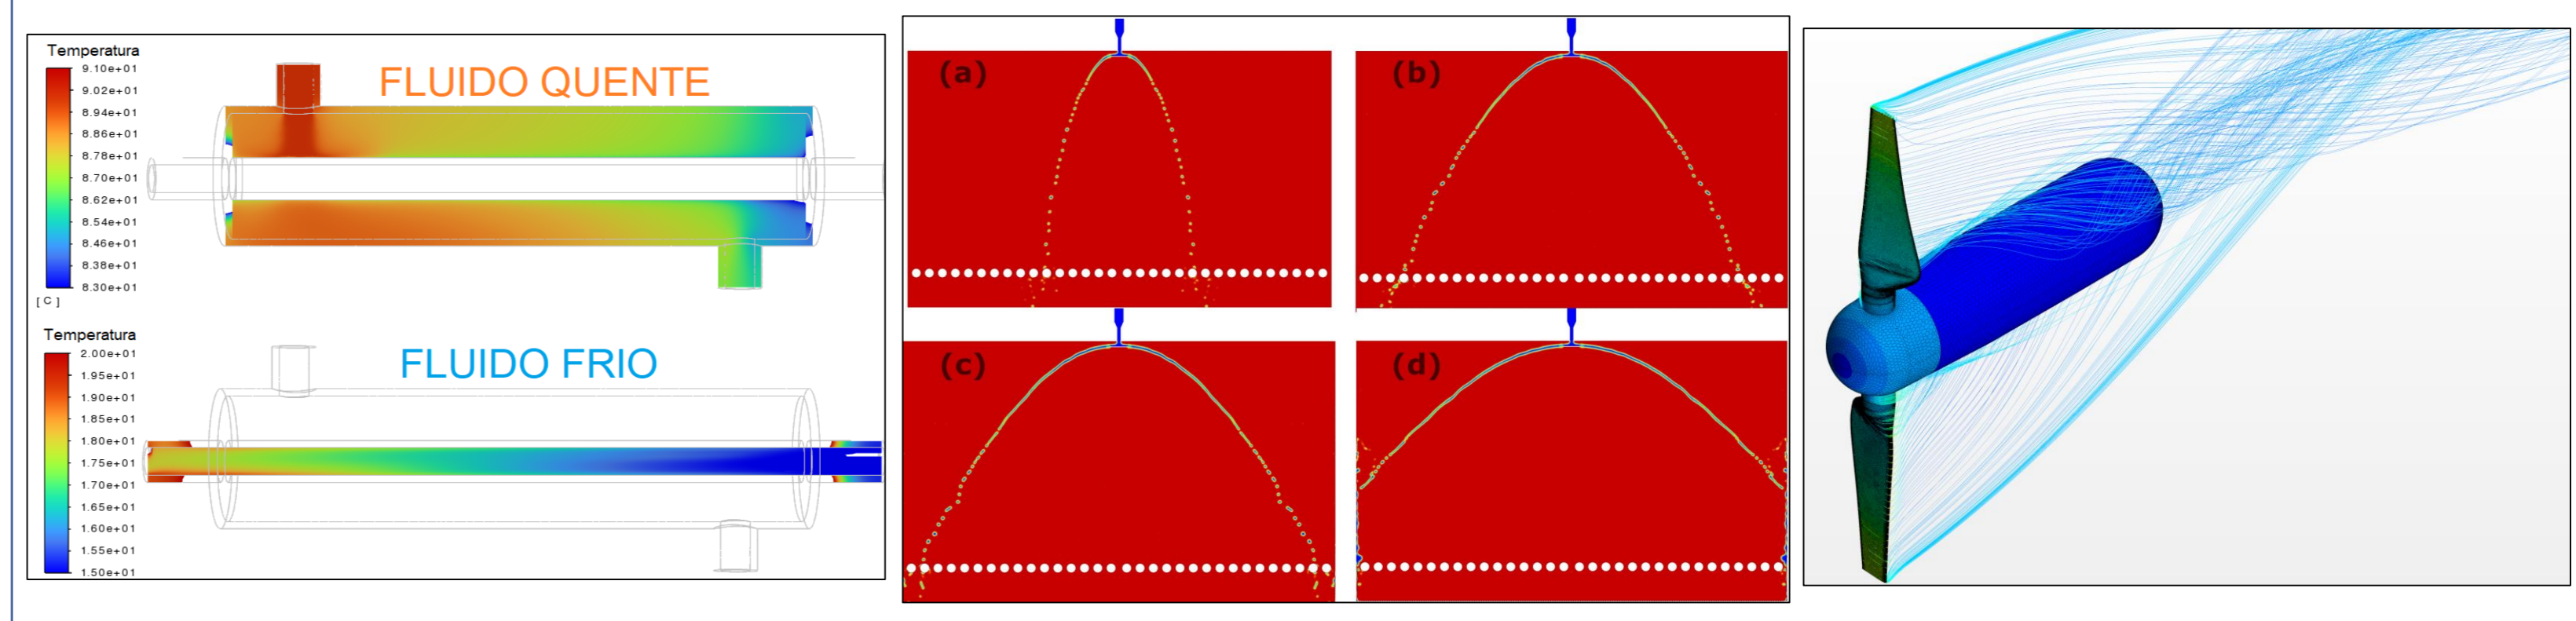 Temperatura
FLUIDO QUENTE
9.10e+01
9.02e+01
8.94e+01
8.86e+01
8.78e+01
8.70e+01
8.62e+01
8.54e+01
8.46e+01
8.38e+01
8.30e+01
[ C ]
Temperatura
FLUIDO FRIO
2.00e+01
1.95e+01
1.90e+01
1.85e+01
1.80e+01
1.75e+01
1.70e+01
1.65e+01
1.60e+01
1.55e+01
1.50e+01
(a)
(b)
(c)
(d)